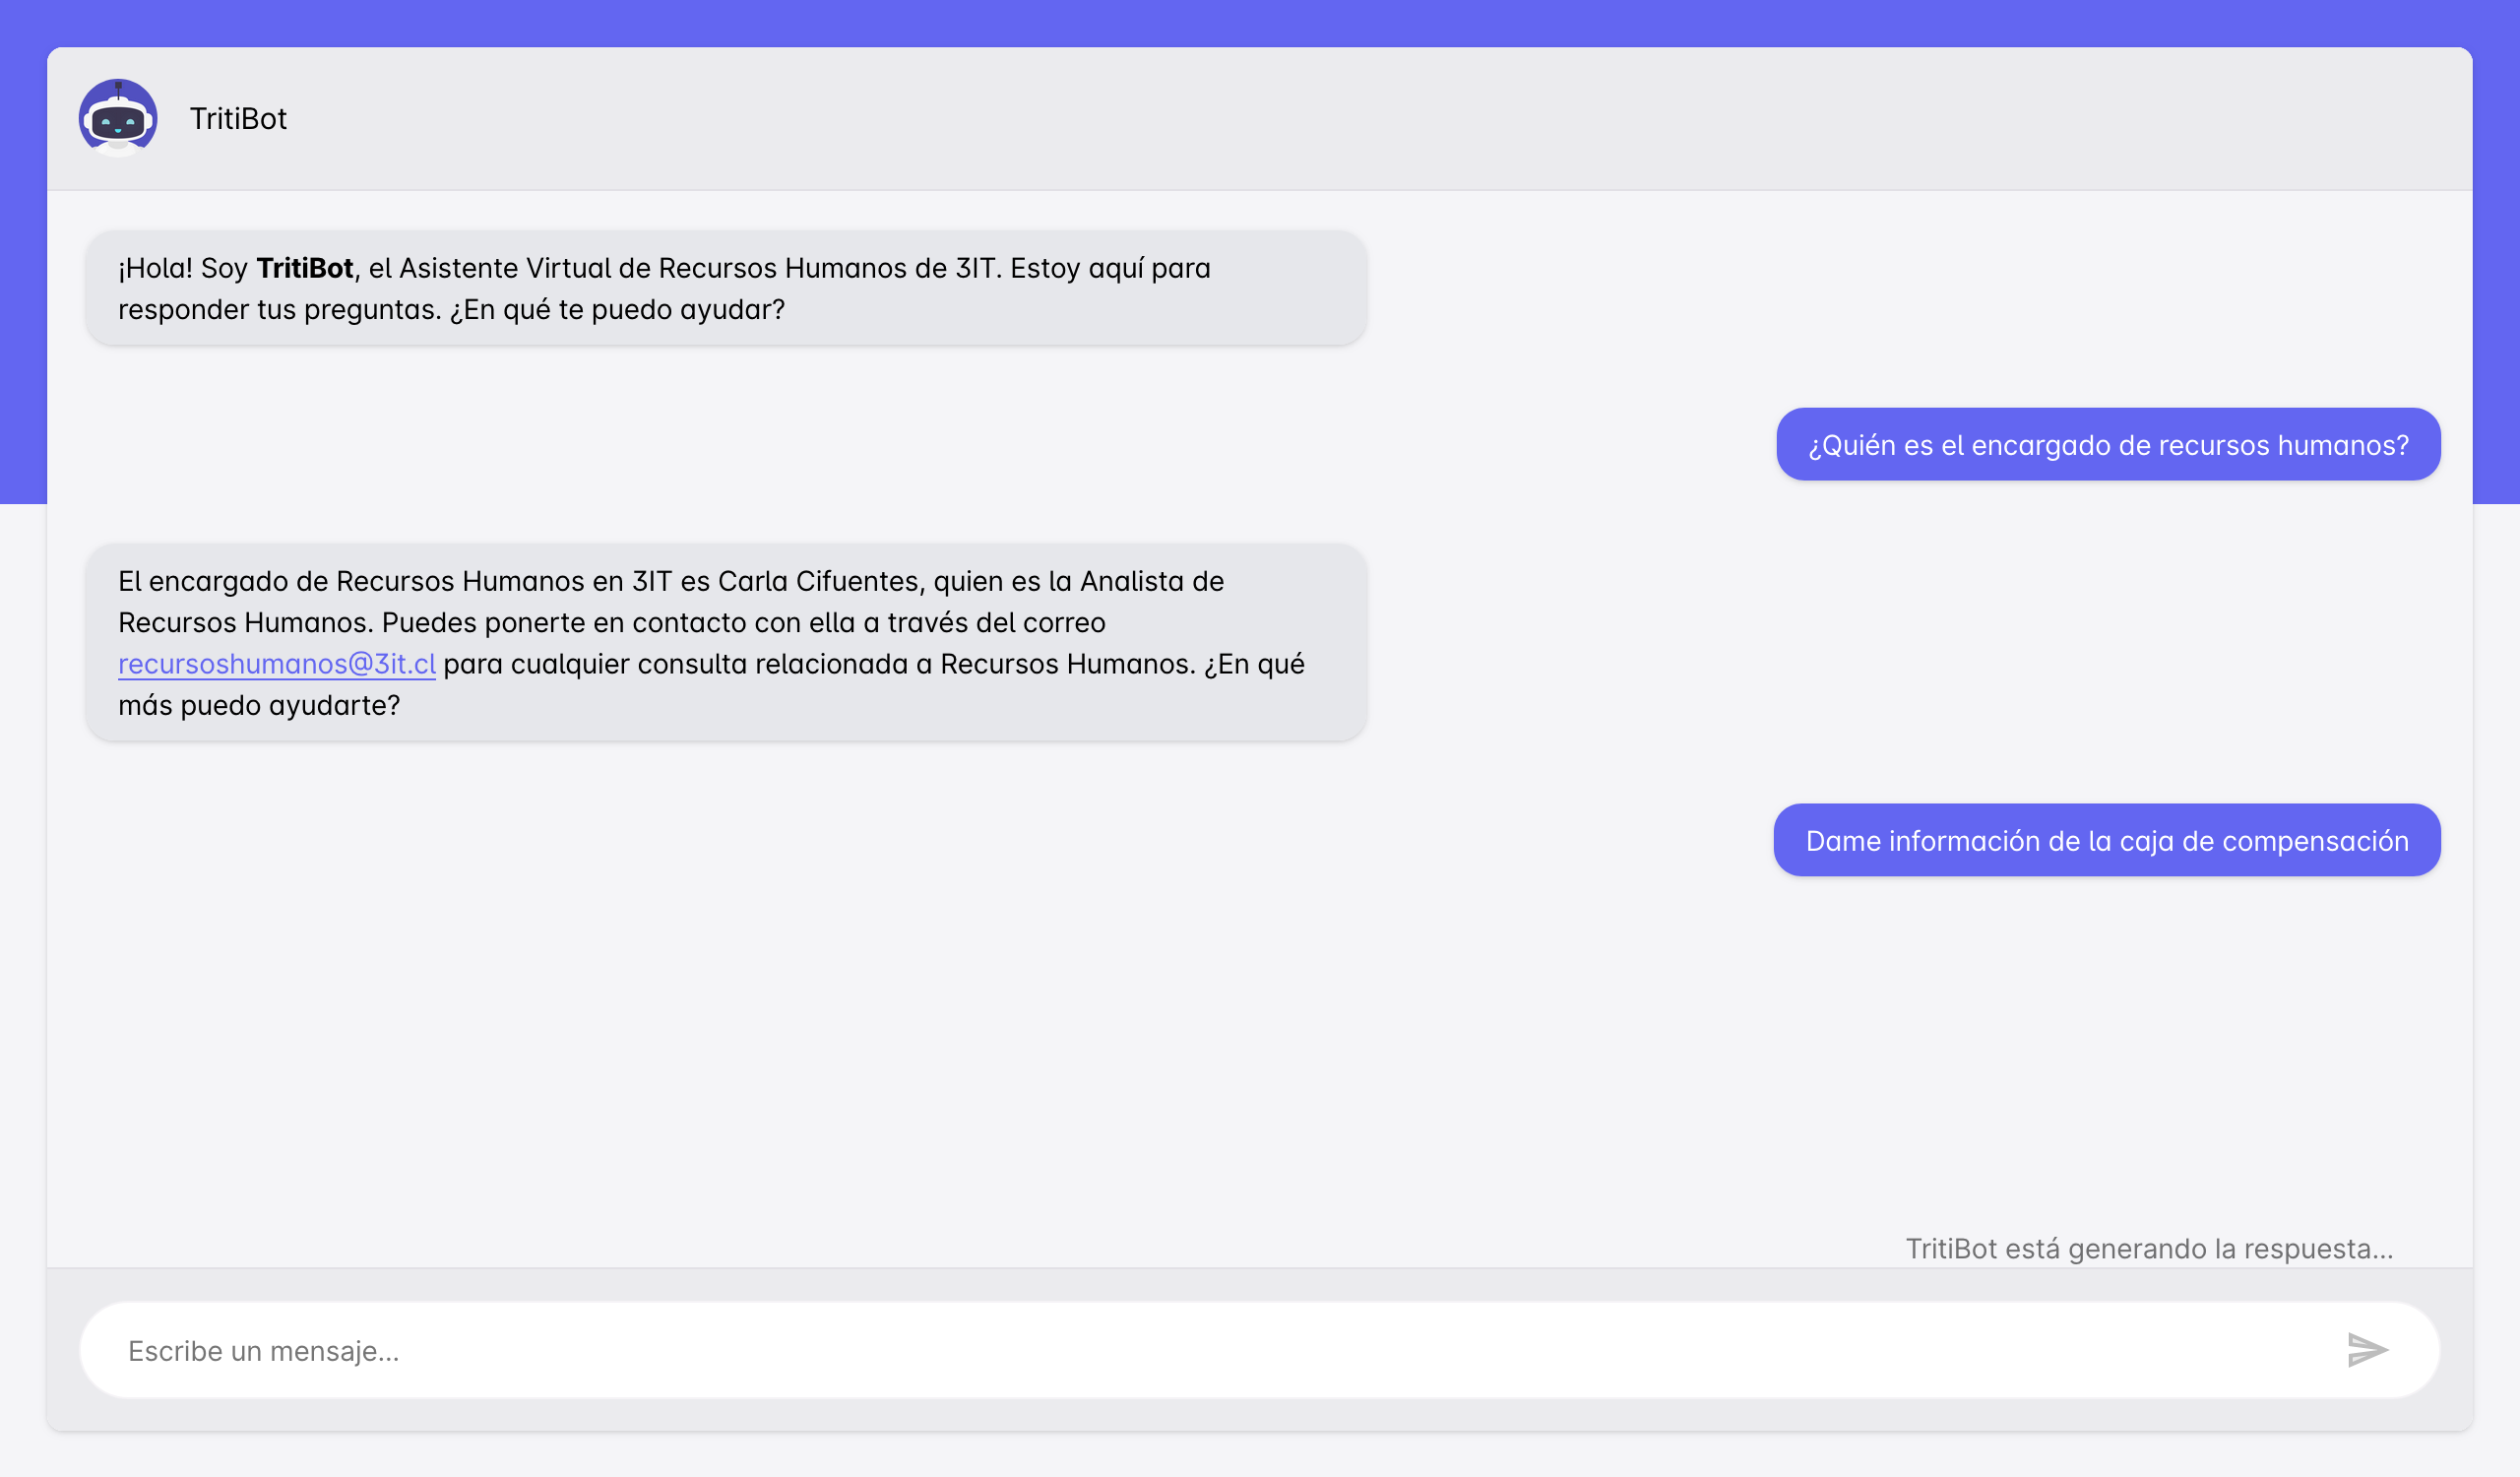 TritiBot
¡Hola! Soy TritiBot, el Asistente Virtual de Recursos Humanos de 3IT. Estoy aquí para
responder tus preguntas. ¿En qué te puedo ayudar?
¿Quién es el encargado de recursos humanos?
El encargado de Recursos Humanos en 3IT es Carla Cifuentes, quien es la Analista de
Recursos Humanos. Puedes ponerte en contacto con ella a través del correo
recursoshumanos@3it.cl para cualquier consulta relacionada a Recursos Humanos. ¿En qué
más puedo ayudarte?
Dame información de la caja de compensación
TritiBot está generando la respuesta...
Escribe un mensaje...